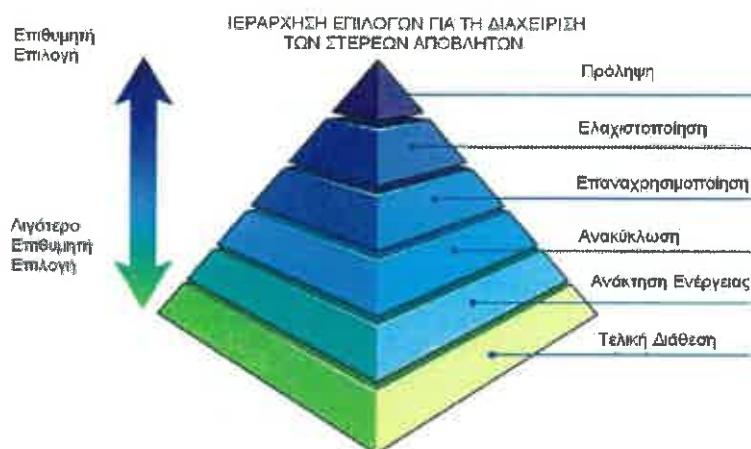 ΙΕΡΑΡΧΗΣΗ ΕΠΙΛΟΓΩΝ ΓΙΑ ΤΗ ΔΙΑΧΕΙΡΙΣΗ
ΤΩΝ ΣΤΕΡΕΩΝ ΑΠΟΒΛΗΤΩΝ
Επιθυμητή
Επιλογή
Πρόληψη
Ελαχιστοποίηση
Επαναχρησιμοποίηση
Λιγότερο
Επιθυμητή
Επιλογή
Ανακύκλωση
Ανάκτηση Ενέργειας
Τελική Διάθεση